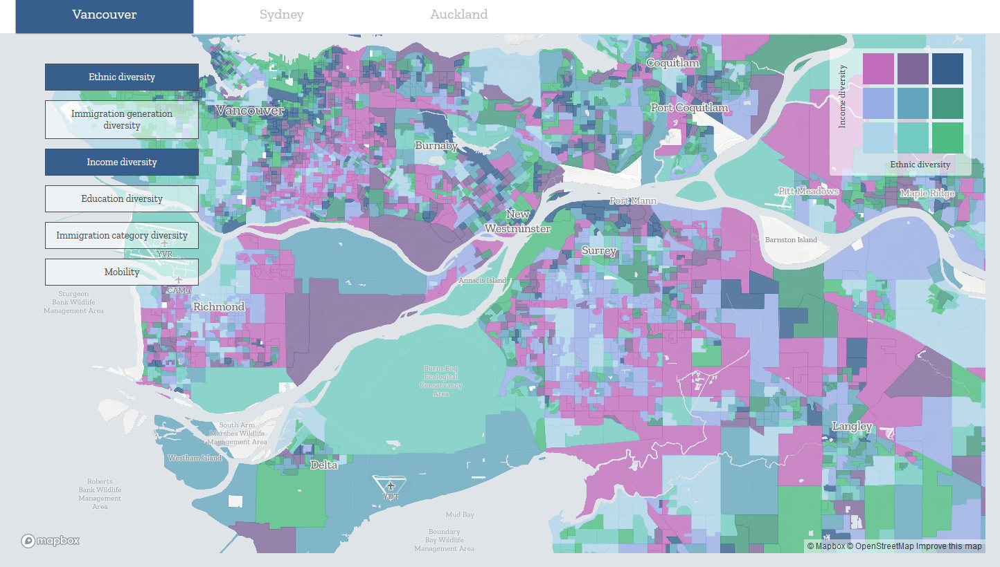 Vancouver
Sydney
Auckland
Ethnic diversity
Immigration generation
diversity
Income diversity
Education diversity
Immigration category diversity
Mobility
Income diversity
Ethnic diversity
Coquitlam
Vancouver
Port Coquitlam
Burnaby
Pitt Meadows
Maple Ridge
Port Mann
New
Westminster
Barnston Island
Surrey
YVR
Annacis Island
CAM9
Sturgeon
Bank Wildlife
Management Area
Richmond
Burns Bog
Ecological
Conservancy
Area
South Arm
Marshes Wildlife
Management Area
Langley
Westham Island
Delta
Roberts
Bank Wildlife
Management
Area
YDT
Mud Bay
Boundary
Bay Wildlife
Management Area
mapbox
© Mapbox © OpenStreetMap Improve this map